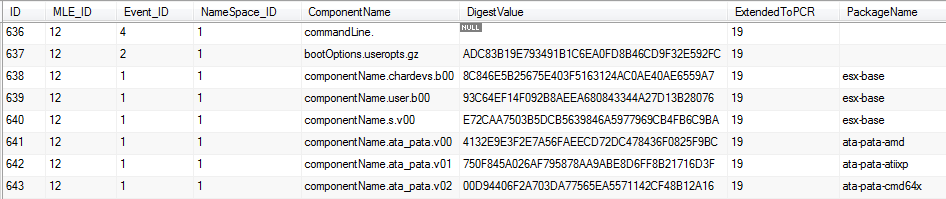 ID MLE_ID Event_ID NameSpace_ID ComponentName DigestValue ExtendedToPCR PackageName
636 12 4 1 commandLine. NULL 19
637 12 2 1 bootOptions.useropts.gz ADC83B19E793491B1C6EA0FD8B46CD9F32E592FC 19
638 12 1 1 componentName.chardevs.b00 8C846E5B25675E403F5163124AC0AE40AE6559A7 19 esx-base
639 12 1 1 componentName.user.b00 93C64EF14F092B8AEEA680843344A27D13B28076 19 esx-base
640 12 1 1 componentName.s.v00 E72CAA7503B5DCB5639846A5977969CB4FB6C9BA 19 esx-base
641 12 1 1 componentName.ata_pata.v00 4132E9E3F2E7A56FAEECD72DC478436F0825F9BC 19 ata-pata-amd
642 12 1 1 componentName.ata_pata.v01 750F845A026AF795878AA9ABE8D6FF8B21716D3F 19 ata-pata-atiixp
643 12 1 1 componentName.ata_pata.v02 00D94406F2A703DA77565EA5571142CF48B12A16 19 ata-pata-cmd64x